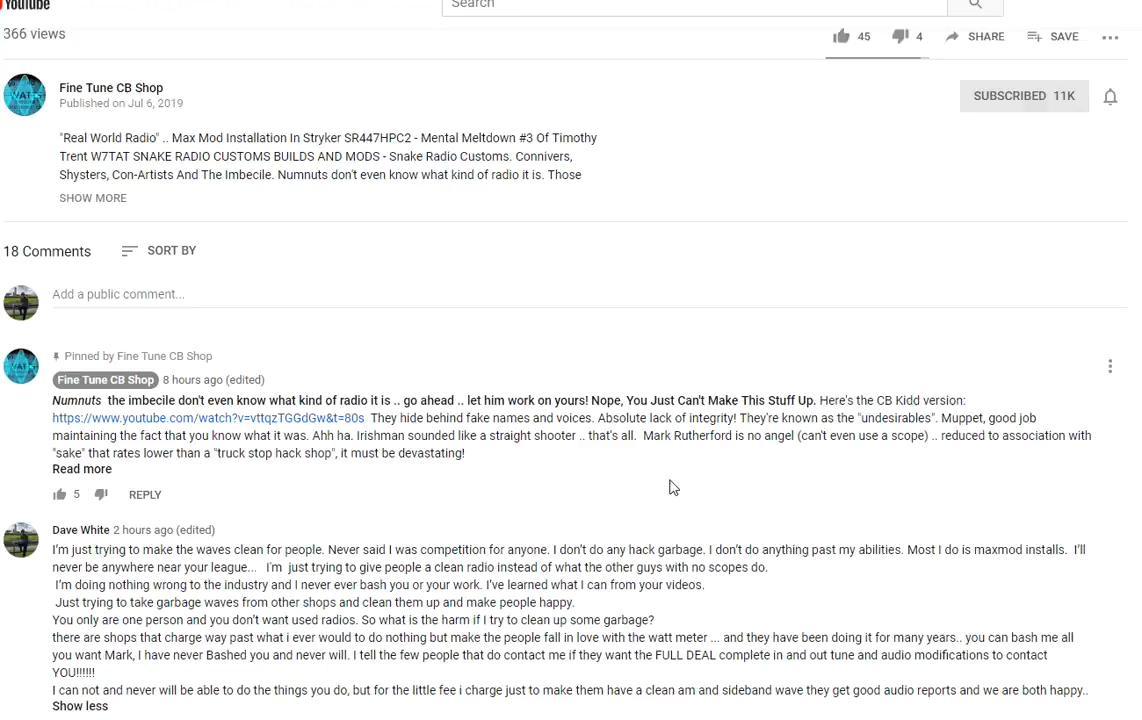 YouTube
Search
366 views
45
4
SHARE
SAVE
Fine Tune CB Shop
Published on Jul 6, 2019
SUBSCRIBED 11K
"Real World Radio" .. Max Mod Installation In Stryker SR447HPC2 - Mental Meltdown #3 Of Timothy
Trent W7TAT SNAKE RADIO CUSTOMS BUILDS AND MODS - Snake Radio Customs. Connivers,
Shysters, Con-Artists And The Imbecile. Numnuts don't even know what kind of radio it is. Those
SHOW MORE
18 Comments
SORT BY
Add a public comment...
Pinned by Fine Tune CB Shop
Fine Tune CB Shop 8 hours ago (edited)
Numnuts the imbecile don't even know what kind of radio it is .. go ahead .. let him work on yours! Nope, You Just Can't Make This Stuff Up. Here's the CB Kidd version:
https://www.youtube.com/watch?v=vttqzTGGdGw&t=80s They hide behind fake names and voices. Absolute lack of integrity! They're known as the "undesirables". Muppet, good job
maintaining the fact that you know what it was. Ahh ha. Irishman sounded like a straight shooter .. that's all. Mark Rutherford is no angel (can't even use a scope) .. reduced to association with
"sake" that rates lower than a "truck stop hack shop", it must be devastating!
Read more
5
REPLY
Dave White 2 hours ago (edited)
I'm just trying to make the waves clean for people. Never said I was competition for anyone. I don't do any hack garbage. I don't do anything past my abilities. Most I do is maxmod installs. I'll
never be anywhere near your league... I'm just trying to give people a clean radio instead of what the other guys with no scopes do.
I'm doing nothing wrong to the industry and I never ever bash you or your work. I've learned what I can from your videos.
Just trying to take garbage waves from other shops and clean them up and make people happy.
You only are one person and you don't want used radios. So what is the harm if I try to clean up some garbage?
there are shops that charge way past what i ever would to do nothing but make the people fall in love with the watt meter ... and they have been doing it for many years.. you can bash me all
you want Mark, I have never Bashed you and never will. I tell the few people that do contact me if they want the FULL DEAL complete in and out tune and audio modifications to contact
YOU!!!!!!
I can not and never will be able to do the things you do, but for the little fee i charge just to make them have a clean am and sideband wave they get good audio reports and we are both happy..
Show less